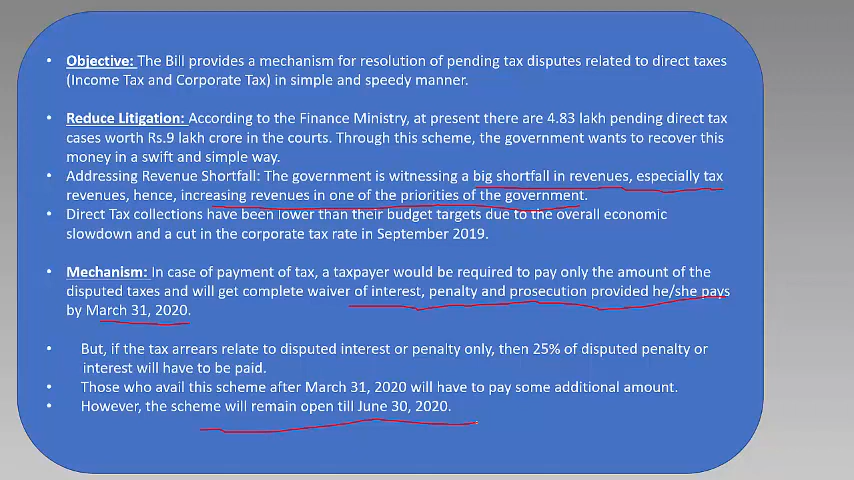 • Objective: The Bill provides a mechanism for resolution of pending tax disputes related to direct taxes
(Income Tax and Corporate Tax) in simple and speedy manner.
• Reduce Litigation: According to the Finance Ministry, at present there are 4.83 lakh pending direct tax
cases worth Rs.9 lakh crore in the courts. Through this scheme, the government wants to recover this
money in a swift and simple way.
• Addressing Revenue Shortfall: The government is witnessing a big shortfall in revenues, especially tax
revenues, hence, increasing revenues in one of the priorities of the government.
• Direct Tax collections have been lower than their budget targets due to the overall economic
slowdown and a cut in the corporate tax rate in September 2019.
• Mechanism: In case of payment of tax, a taxpayer would be required to pay only the amount of the
disputed taxes and will get complete waiver of interest, penalty and prosecution provided he/she pays
by March 31, 2020.
• But, if the tax arrears relate to disputed interest or penalty only, then 25% of disputed penalty or
interest will have to be paid.
• Those who avail this scheme after March 31, 2020 will have to pay some additional amount.
• However, the scheme will remain open till June 30, 2020.